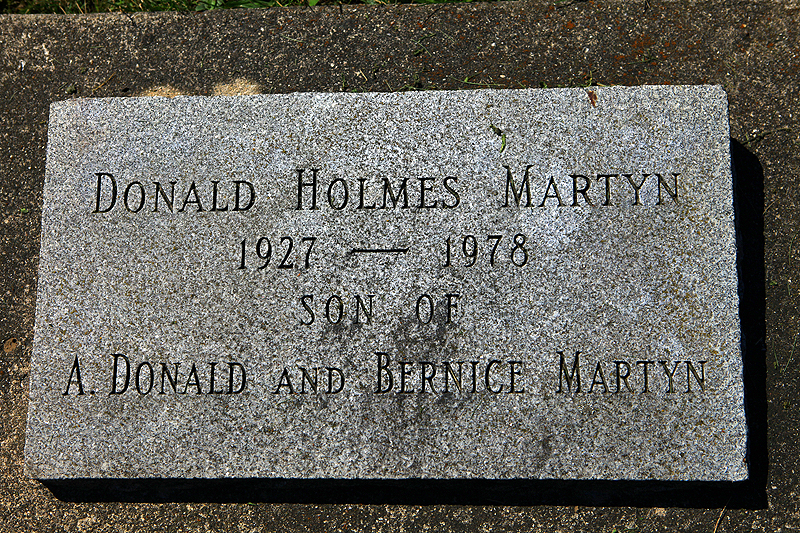 DONALD HOLMES MARTYN
1927 — 1978
SON OF
A. DONALD AND BERNICE MARTYN